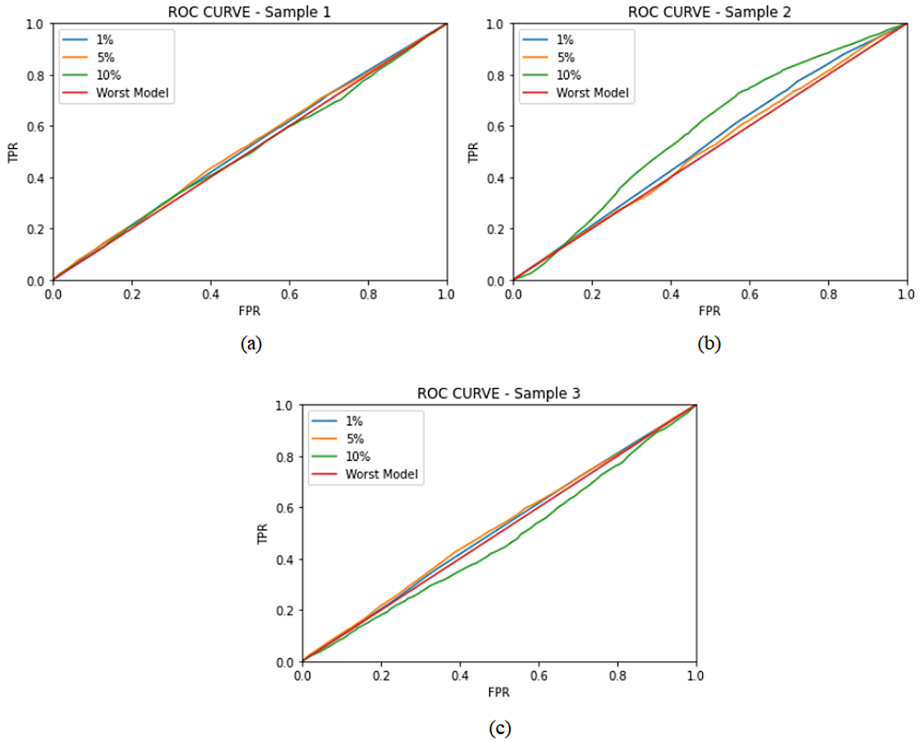 ROC CURVE - Sample 1
1%
5%
10%
Worst Model
1.0
0.8
0.6
0.4
0.2
0.0
TPR
0.0 0.2 0.4 0.6 0.8 1.0
FPR
(a)
ROC CURVE - Sample 2
1%
5%
10%
Worst Model
1.0
0.8
0.6
0.4
0.2
0.0
TPR
0.0 0.2 0.4 0.6 0.8 1.0
FPR
(b)
ROC CURVE - Sample 3
1%
5%
10%
Worst Model
1.0
0.8
0.6
0.4
0.2
0.0
TPR
0.0 0.2 0.4 0.6 0.8 1.0
FPR
(c)